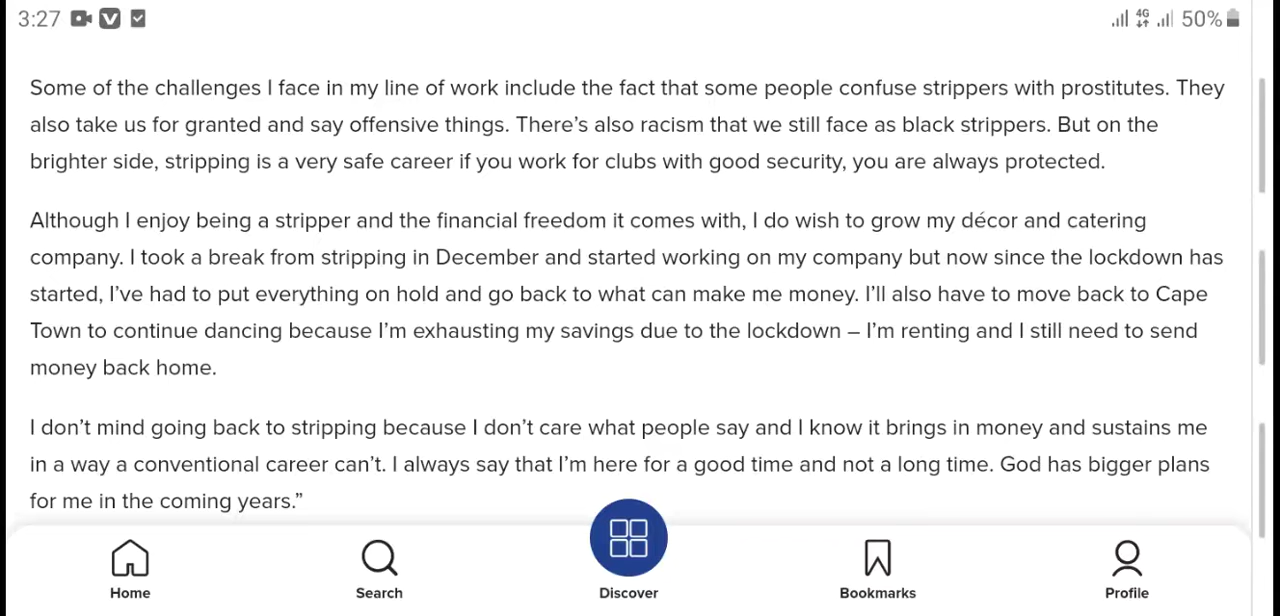 3:27
4G
50%
Some of the challenges I face in my line of work include the fact that some people confuse strippers with prostitutes. They
also take us for granted and say offensive things. There’s also racism that we still face as black strippers. But on the
brighter side, stripping is a very safe career if you work for clubs with good security, you are always protected.
Although I enjoy being a stripper and the financial freedom it comes with, I do wish to grow my décor and catering
company. I took a break from stripping in December and started working on my company but now since the lockdown has
started, I’ve had to put everything on hold and go back to what can make me money. I’ll also have to move back to Cape
Town to continue dancing because I’m exhausting my savings due to the lockdown – I’m renting and I still need to send
money back home.
I don’t mind going back to stripping because I don’t care what people say and I know it brings in money and sustains me
in a way a conventional career can’t. I always say that I’m here for a good time and not a long time. God has bigger plans
for me in the coming years.”
Home
Search
Discover
Bookmarks
Profile